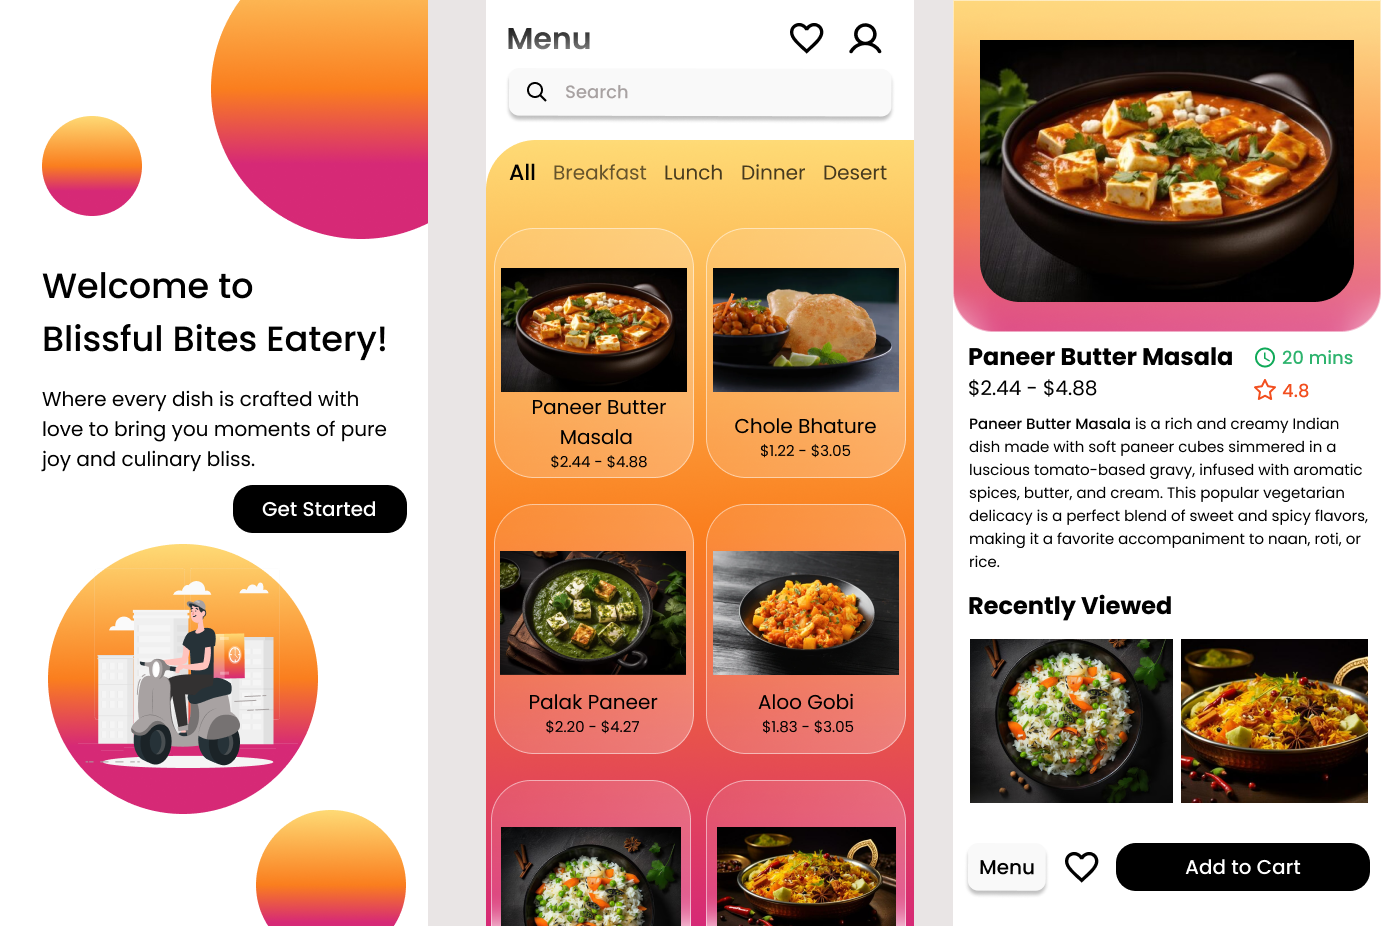 Welcome to
Blissful Bites Eatery!
Where every dish is crafted with
love to bring you moments of pure
joy and culinary bliss.
Get Started
Menu
Search
All Breakfast Lunch Dinner Desert
Paneer Butter
Masala
$2.44 - $4.88
Chole Bhature
$1.22 - $3.05
Palak Paneer
$2.20 - $4.27
Aloo Gobi
$1.83 - $3.05
Paneer Butter Masala
20 mins
$2.44 - $4.88
4.8
Paneer Butter Masala is a rich and creamy Indian
dish made with soft paneer cubes simmered in a
luscious tomato-based gravy, infused with aromatic
spices, butter, and cream. This popular vegetarian
delicacy is a perfect blend of sweet and spicy flavors,
making it a favorite accompaniment to naan, roti, or
rice.
Recently Viewed
Menu
Add to Cart